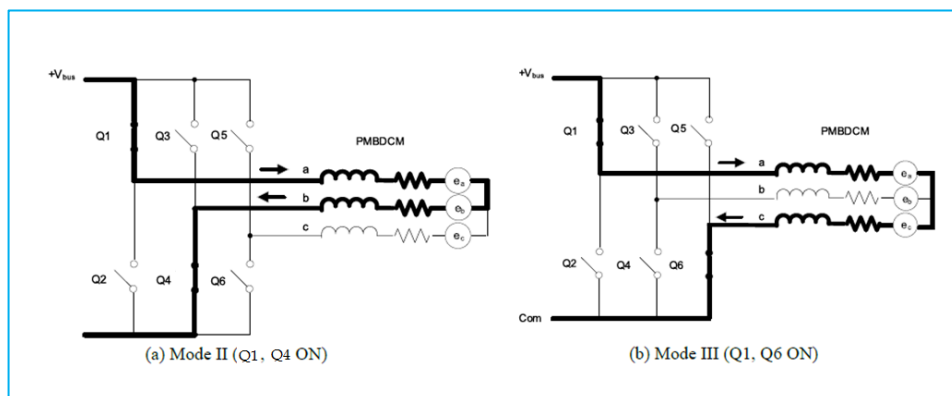 +Vbus
Q1
Q3
Q5
PMBDCM
a
ea
b
eb
c
ec
Q2
Q4
Q6
(a) Mode II (Q1, Q4 ON)
+Vbus
Q1
Q3
Q5
PMBDCM
a
ea
b
eb
c
ec
Q2
Q4
Q6
Com
(b) Mode III (Q1, Q6 ON)